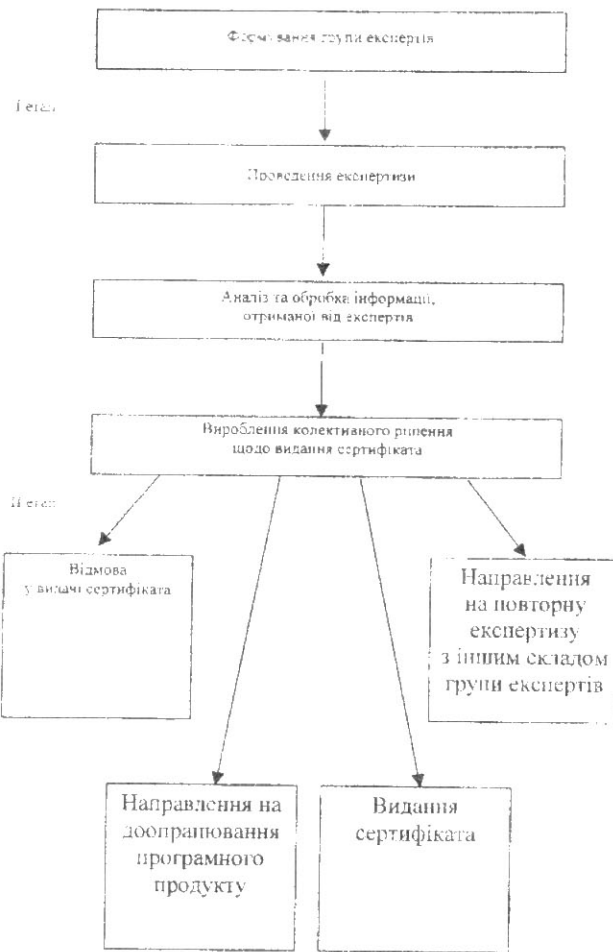 Формування групи експертів
І етап
Проведення експертизи
Аналіз та обробка інформації,
отриманої від експертів
Вироблення колективного рішення
щодо видання сертифіката
ІІ етап
Відмова
у видачі сертифіката
Направлення
на повторну
експертизу
з іншим складом
групи експертів
Направлення на
доопрацювання
програмного
продукту
Видання
сертифіката